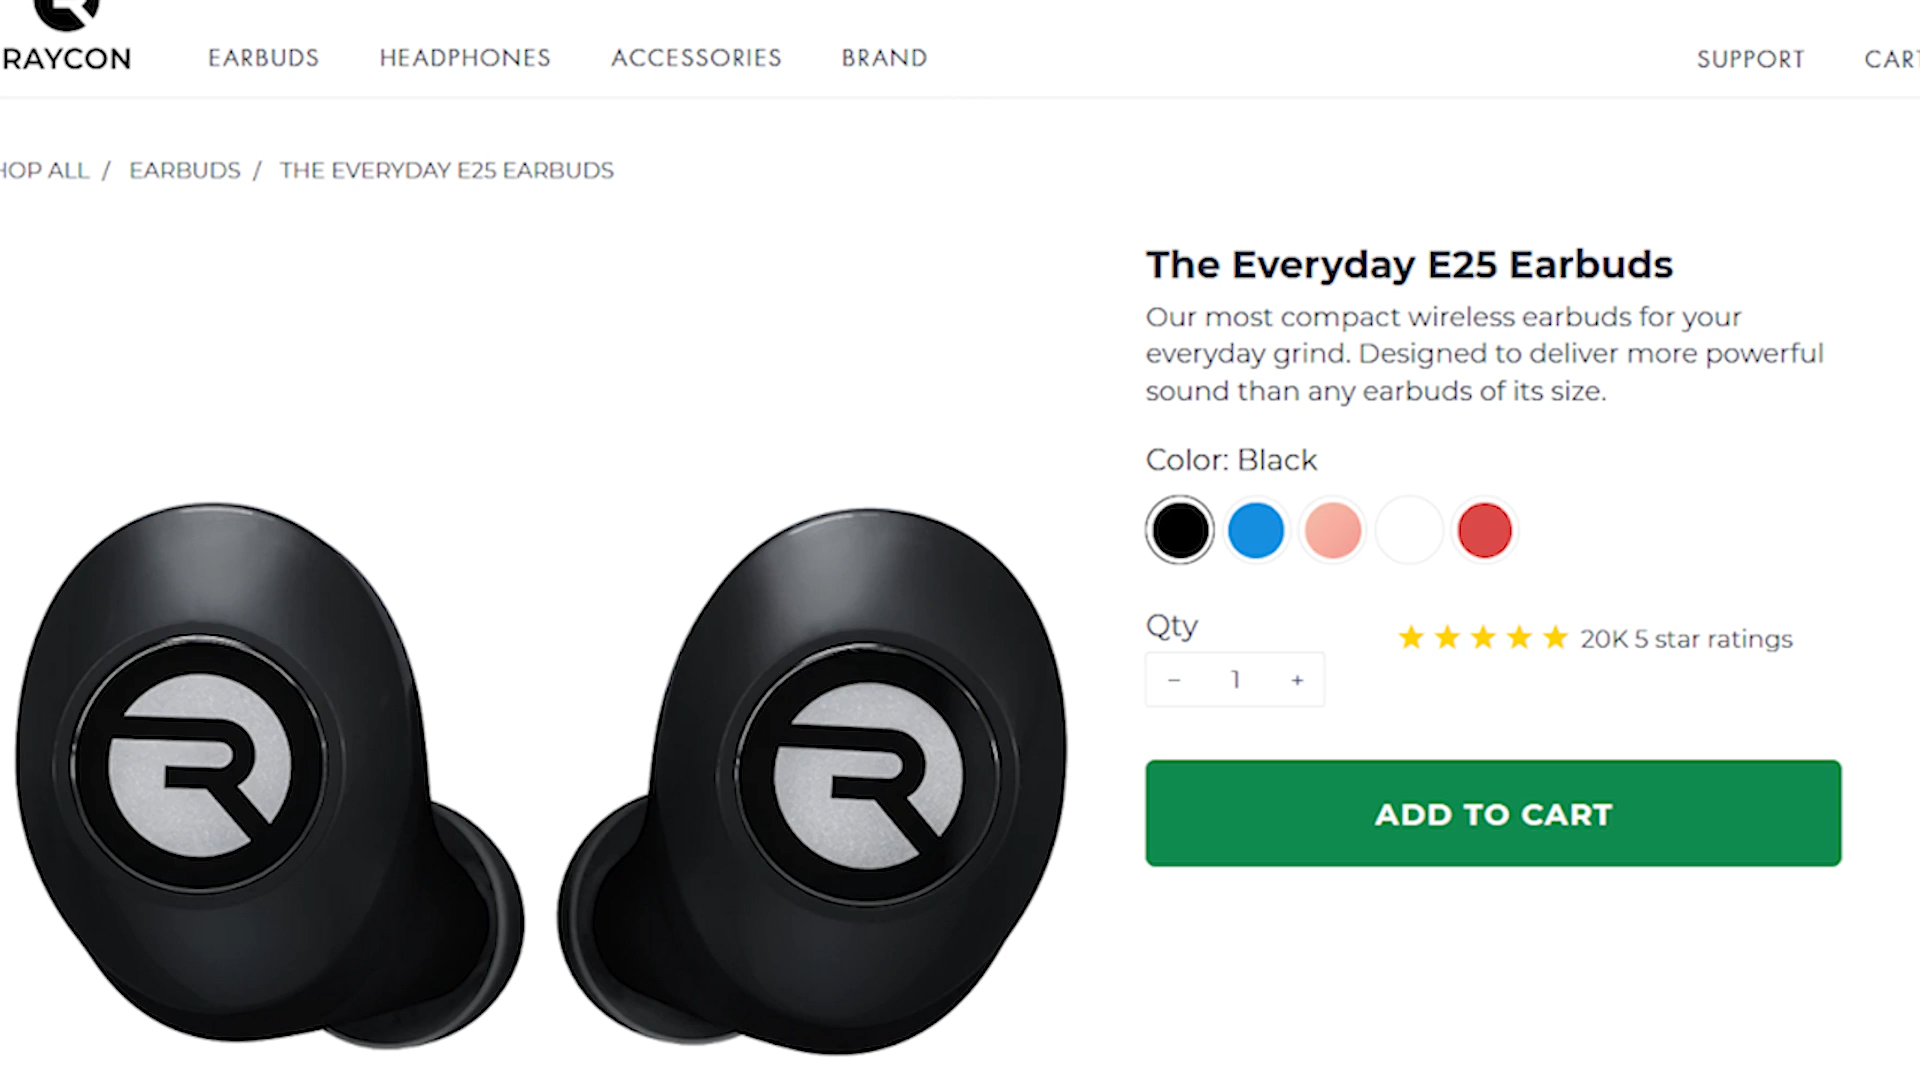 RAYCON
EARBUDS
HEADPHONES
ACCESSORIES
BRAND
SUPPORT
CART
HOP ALL / EARBUDS / THE EVERYDAY E25 EARBUDS
The Everyday E25 Earbuds
Our most compact wireless earbuds for your
everyday grind. Designed to deliver more powerful
sound than any earbuds of its size.
Color: Black
Qty
20K 5 star ratings
− 1 +
ADD TO CART